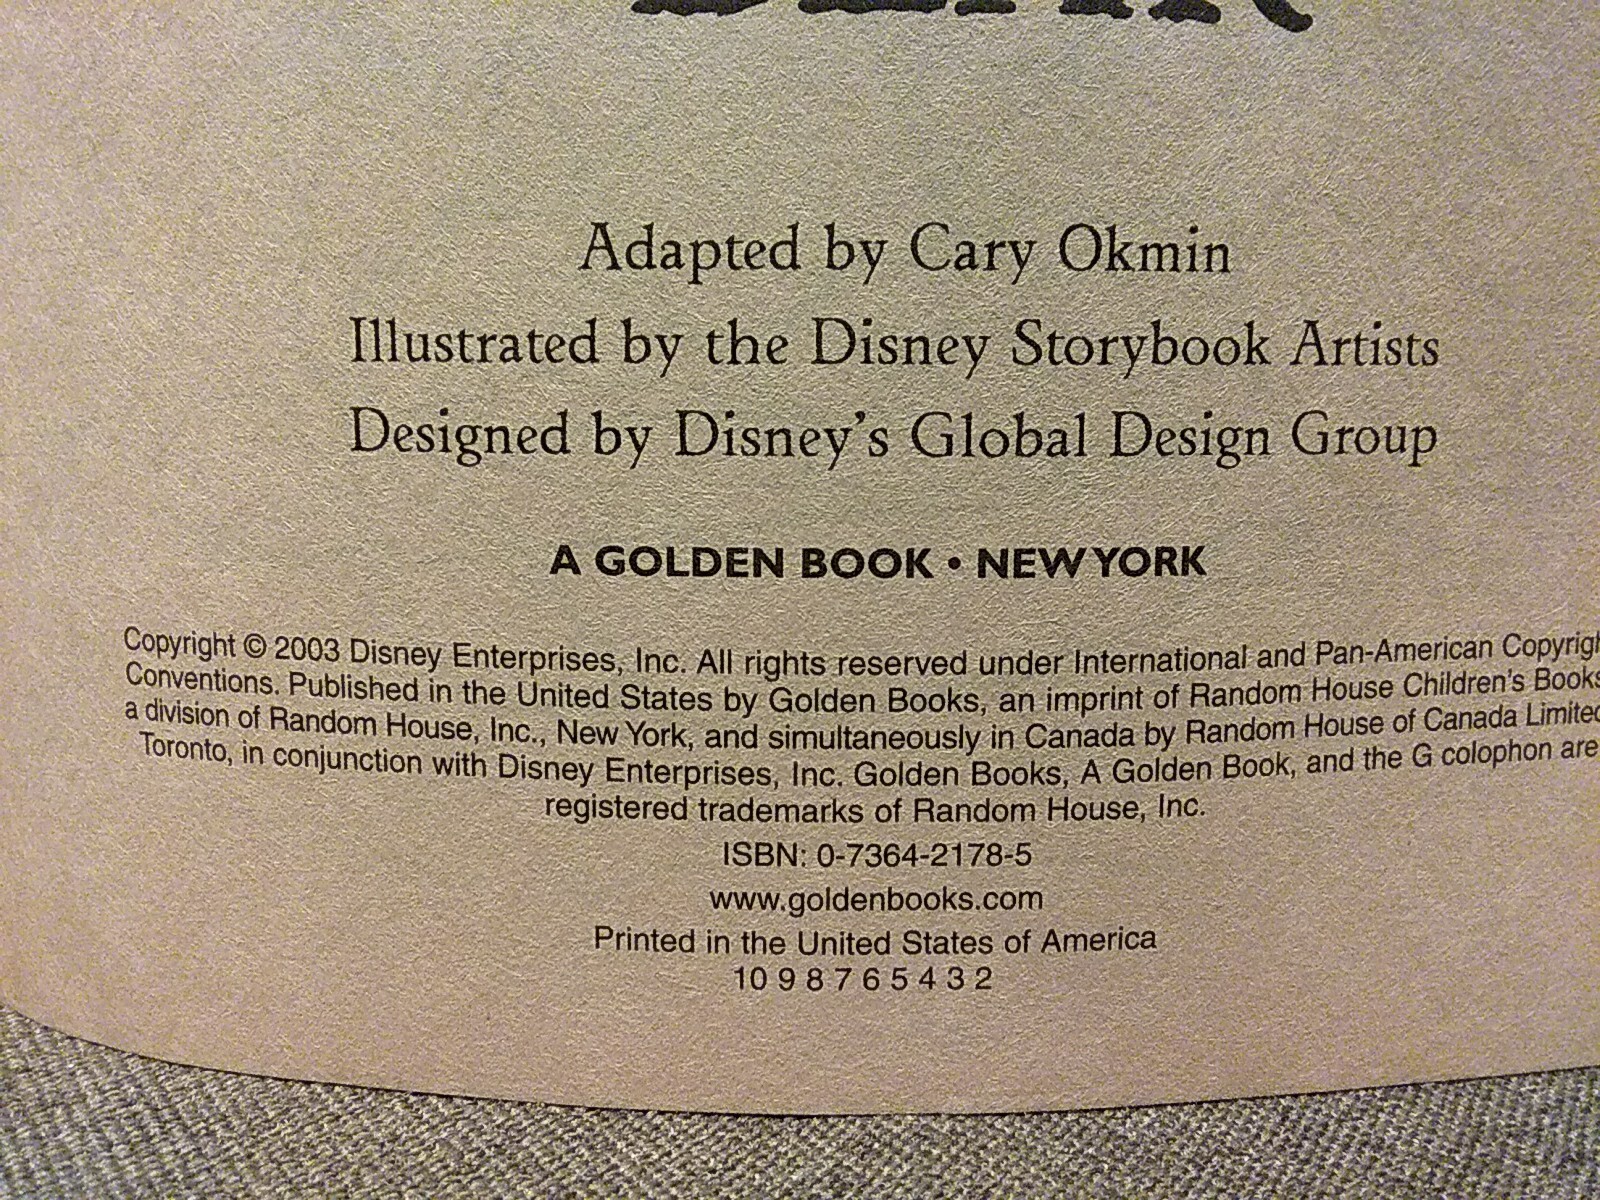 Adapted by Cary Okmin
Illustrated by the Disney Storybook Artists
Designed by Disney's Global Design Group
A GOLDEN BOOK • NEW YORK
Copyright © 2003 Disney Enterprises, Inc. All rights reserved under International and Pan-American Copyrigh
Conventions. Published in the United States by Golden Books, an imprint of Random House Children's Books
a division of Random House, Inc., New York, and simultaneously in Canada by Random House of Canada Limited
Toronto, in conjunction with Disney Enterprises, Inc. Golden Books, A Golden Book, and the G colophon are
registered trademarks of Random House, Inc.
ISBN: 0-7364-2178-5
www.goldenbooks.com
Printed in the United States of America
10 9 8 7 6 5 4 3 2